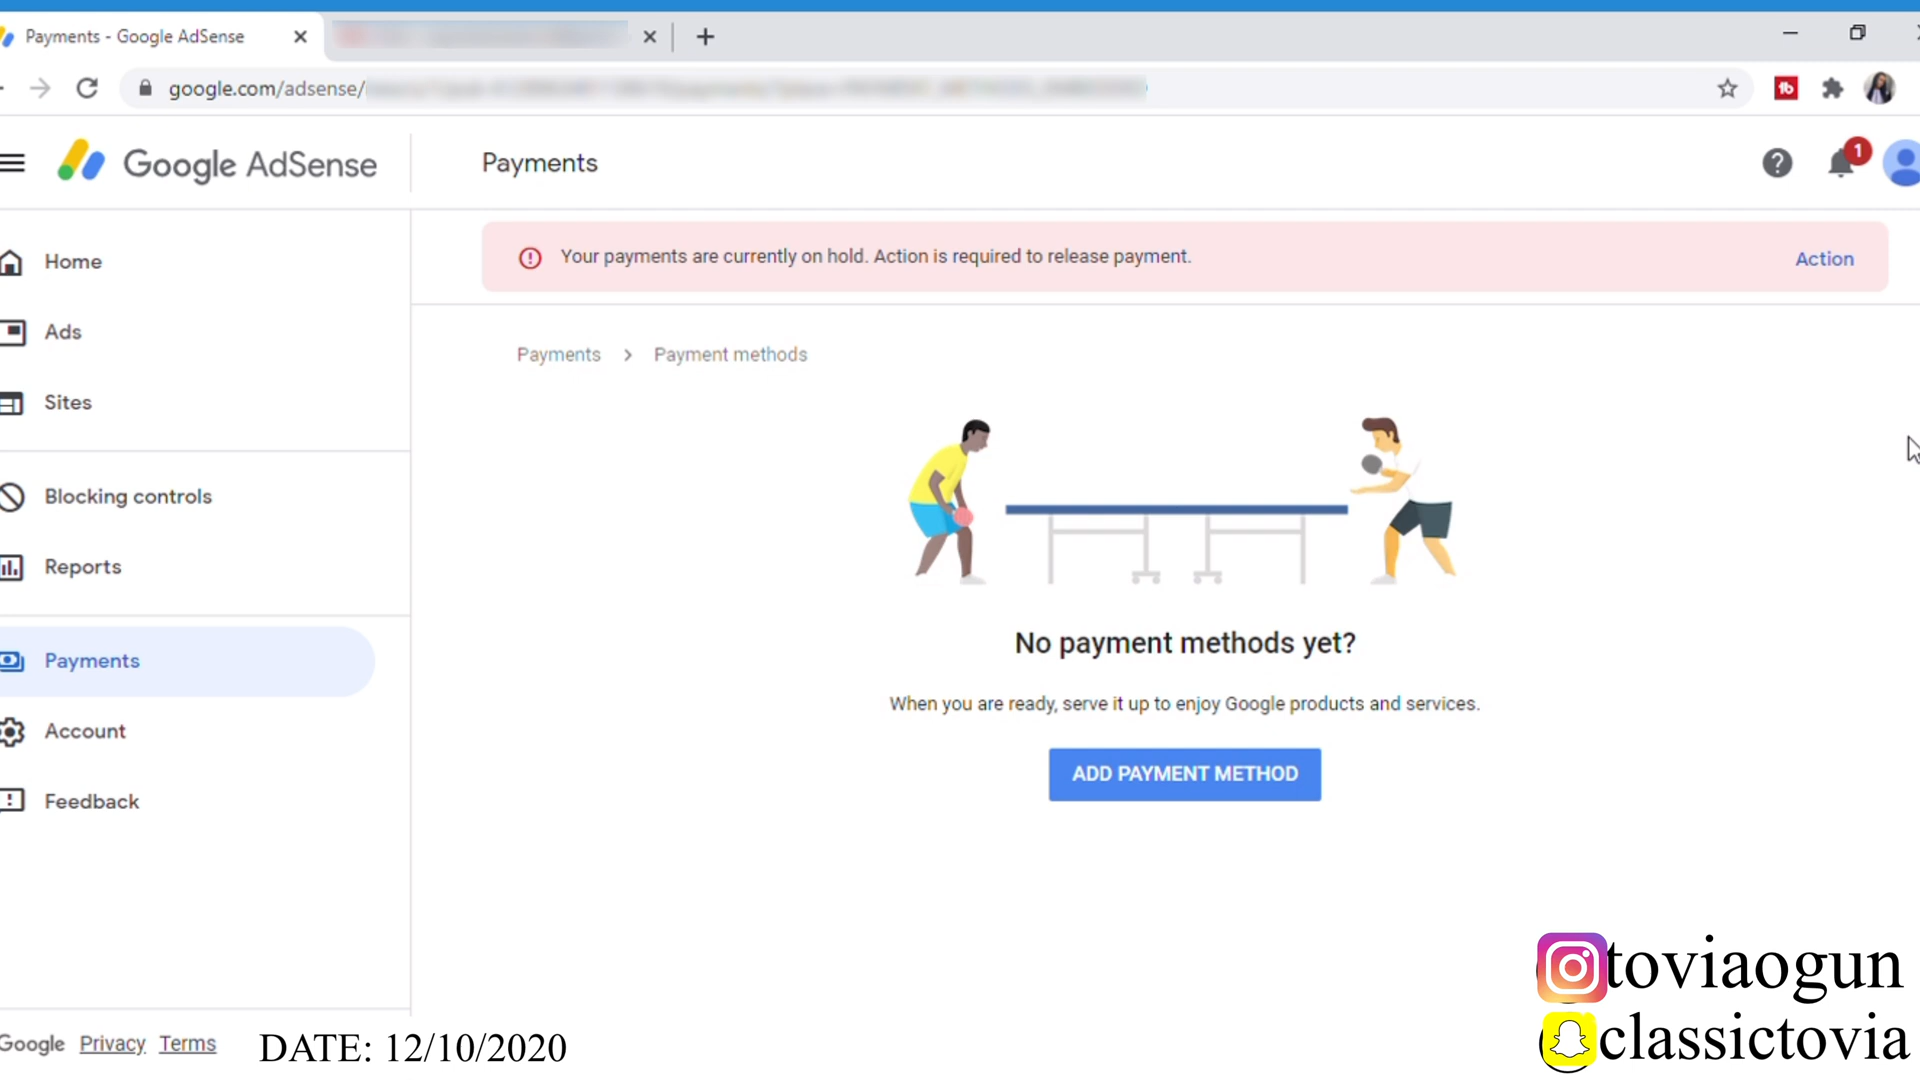 Payments - Google AdSense
google.com/adsense/
Google AdSense
Payments
1
Your payments are currently on hold. Action is required to release payment.
Action
Home
Ads
Sites
Blocking controls
Reports
Payments
Account
Feedback
Payments > Payment methods
No payment methods yet?
When you are ready, serve it up to enjoy Google products and services.
ADD PAYMENT METHOD
toviaogun
classictovia
Google Privacy Terms
DATE: 12/10/2020